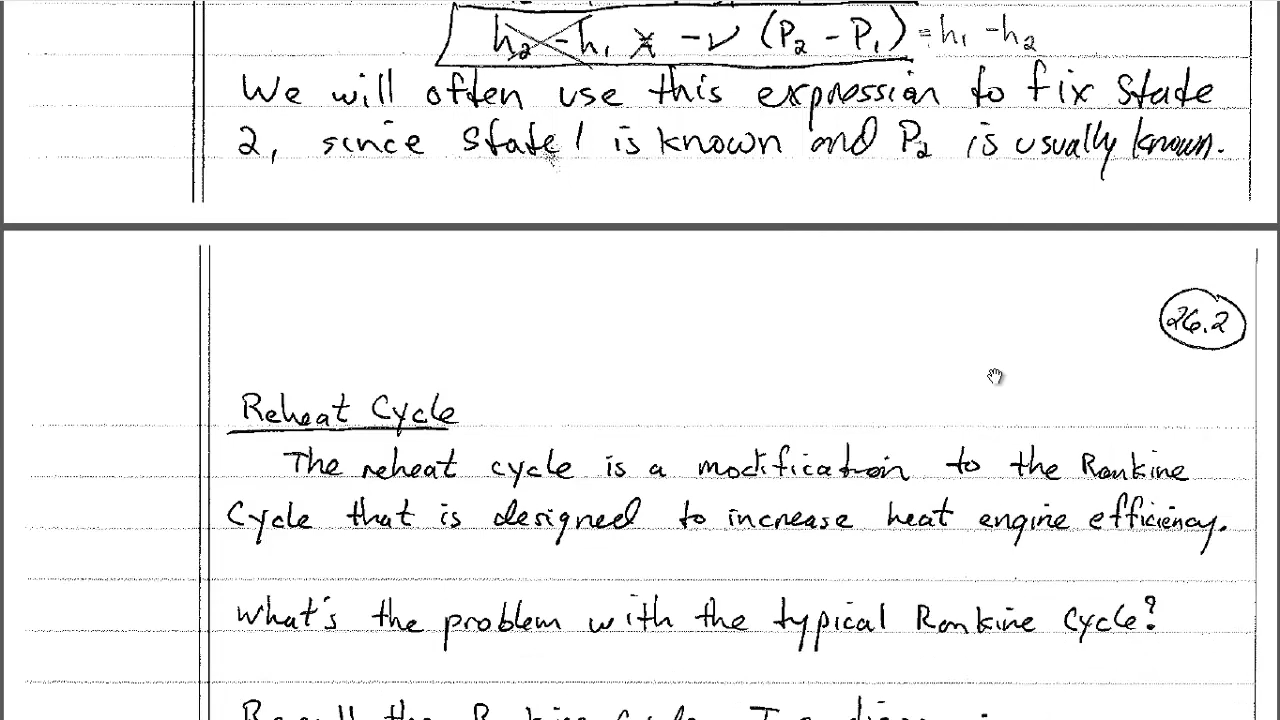 h₂ - h₁ x -ν (P₂ - P₁) = h₁ - h₂
We will often use this expression to fix state
2, since state 1 is known and P₂ is usually known.
26.2
Reheat Cycle
The reheat cycle is a modification to the Rankine
Cycle that is designed to increase heat engine efficiency.
What's the problem with the typical Rankine Cycle?